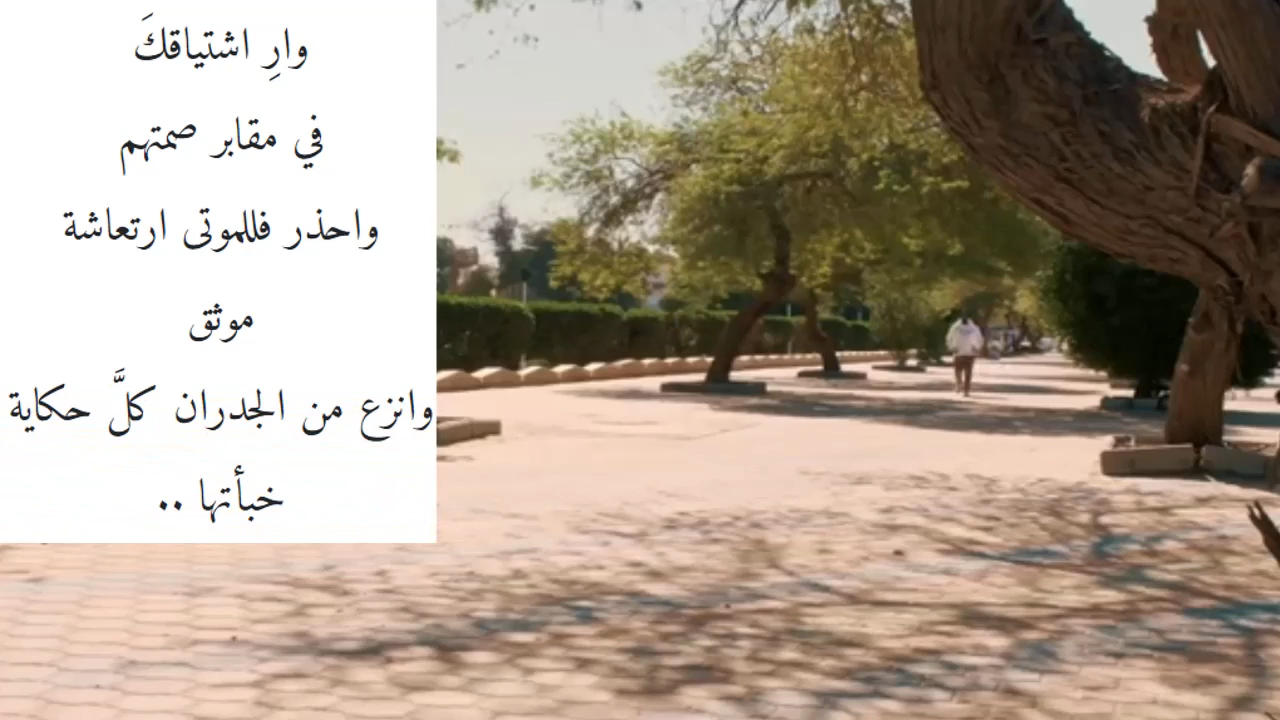 وارِ اشتياقكَ
في مقابر صمتهم
واحذر فللموتى ارتعاشة
موثق
وانزع من الجدران كلَّ حكاية
خبأتها ..